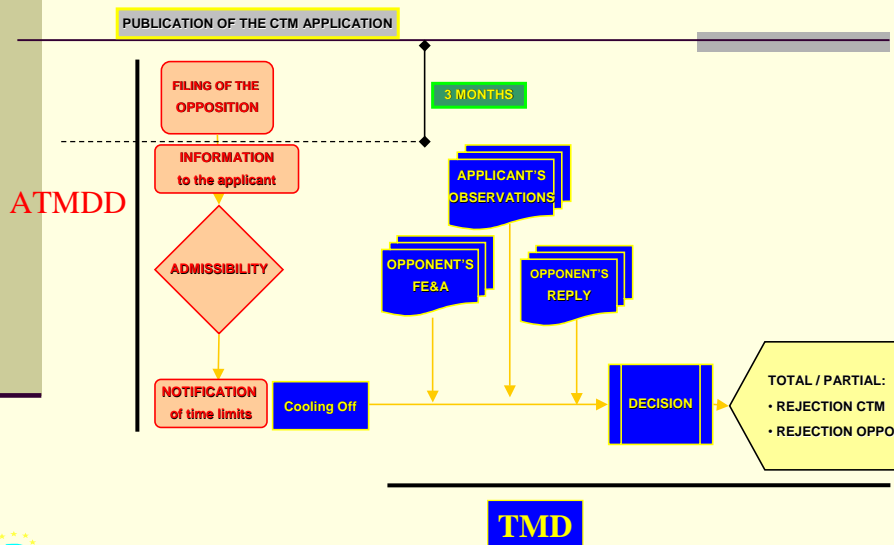 PUBLICATION OF THE CTM APPLICATION
FILING OF THE
OPPOSITION
3 MONTHS
INFORMATION
to the applicant
ATMDD
ADMISSIBILITY
NOTIFICATION
of time limits
Cooling Off
OPPONENT'S
FE&A
APPLICANT'S
OBSERVATIONS
OPPONENT'S
REPLY
DECISION
TOTAL / PARTIAL:
• REJECTION CTM
• REJECTION OPPO
TMD